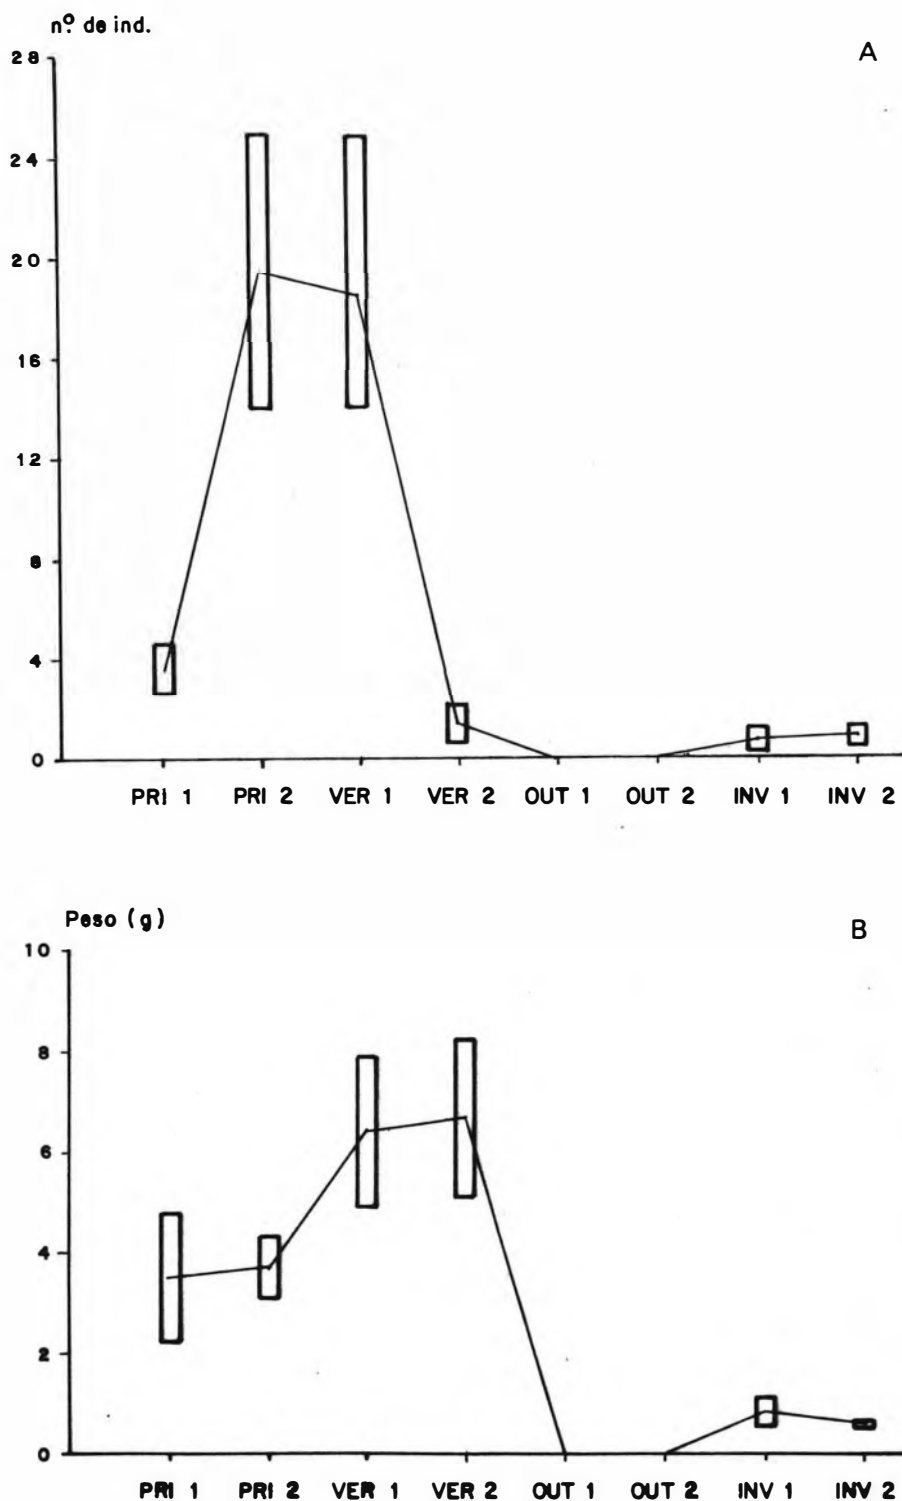 nº de ind.
A
28
24
20
16
12
8
4
0
PRI 1 PRI 2 VER 1 VER 2 OUT 1 OUT 2 INV 1 INV 2
Peso (g)
B
10
8
6
4
2
0
PRI 1 PRI 2 VER 1 VER 2 OUT 1 OUT 2 INV 1 INV 2